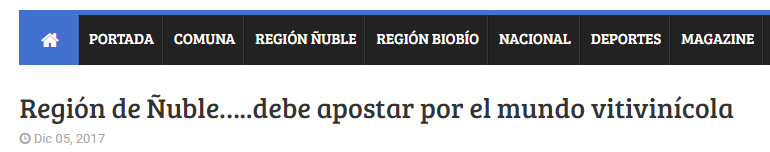 PORTADA COMUNA REGIÓN ÑUBLE REGIÓN BIOBÍO NACIONAL DEPORTES MAGAZINE
Región de Ñuble.....debe apostar por el mundo vitivinícola
Dic 05, 2017